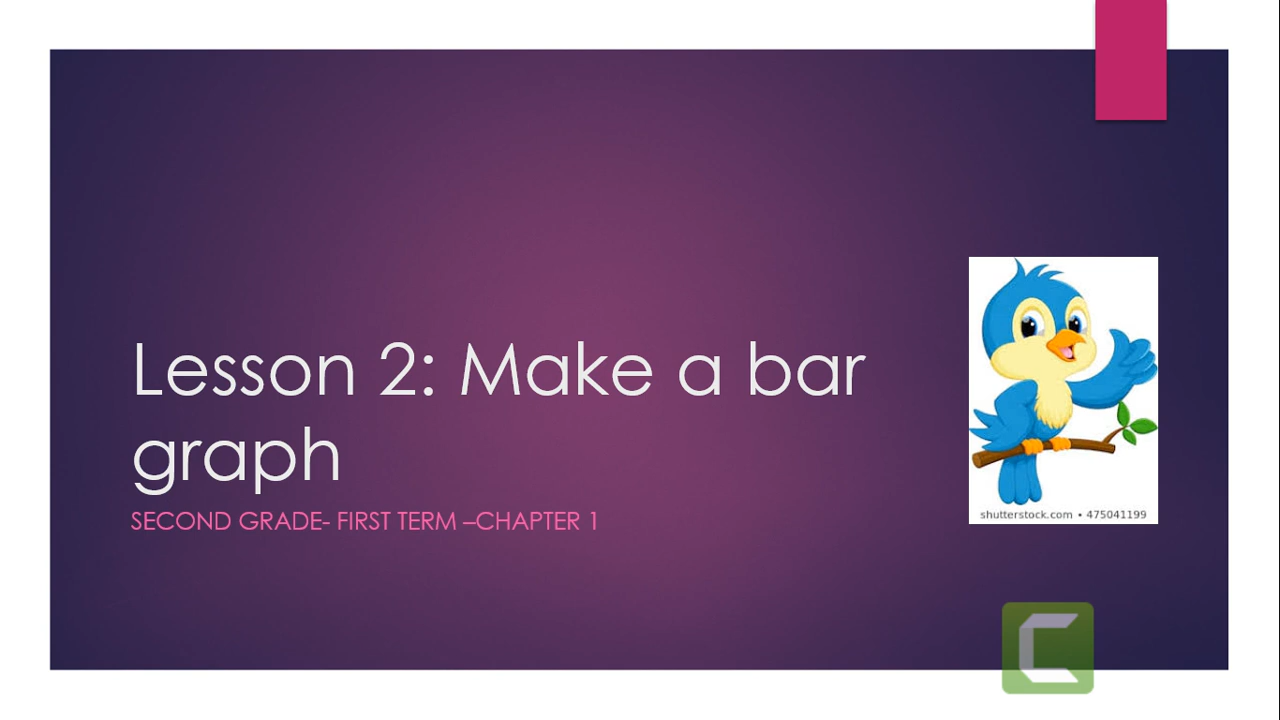 Lesson 2: Make a bar
graph
SECOND GRADE- FIRST TERM –CHAPTER 1
shutterstock.com • 475041199